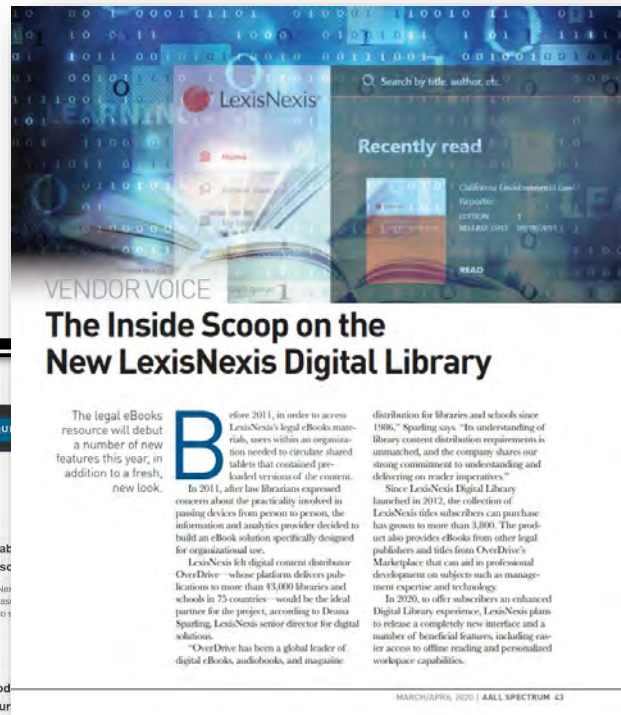 LexisNexis
Search by title, author, etc.
Home
Recently read
California Environmental Law
Reporter
EDITION 1
RELEASE DATE
READ
VENDOR VOICE
The Inside Scoop on the
New LexisNexis Digital Library
The legal eBooks
resource will debut
a number of new
features this year, in
addition to a fresh,
new look.
Before 2011, in order to access
LexisNexis's legal eBooks mate-
rials, users within an organiza-
tion needed to circulate shared
tablets that contained pre-
loaded versions of the content.
In 2011, after law librarians expressed
concern about the practicality involved in
passing devices from person to person, the
information and analytics provider decided to
build an eBook solution specifically designed
for organizational use.
LexisNexis felt digital content distributor
OverDrive—whose platform delivers pub-
lications to more than 43,000 libraries and
schools in 75 countries—would be the ideal
partner for the project, according to Deana
Sparling, LexisNexis senior director for digital
solutions.
"OverDrive has been a global leader of
digital eBooks, audiobooks, and magazine
distribution for libraries and schools since
1986," Sparling says. "Its understanding of
library content distribution requirements is
unmatched, and the company shares our
strong commitment to understanding and
delivering on reader imperatives."
Since LexisNexis Digital Library
launched in 2012, the collection of
LexisNexis titles subscribers can purchase
has grown to more than 3,800. The prod-
uct also provides eBooks from other legal
publishers and titles from OverDrive's
Marketplace that can aid in professional
development on subjects such as manage-
ment expertise and technology.
In 2020, to offer subscribers an enhanced
Digital Library experience, LexisNexis plans
to release a completely new interface and a
number of beneficial features, including eas-
ier access to offline reading and personalized
workspace capabilities.
MARCH/APRIL 2020 | AALL SPECTRUM 43